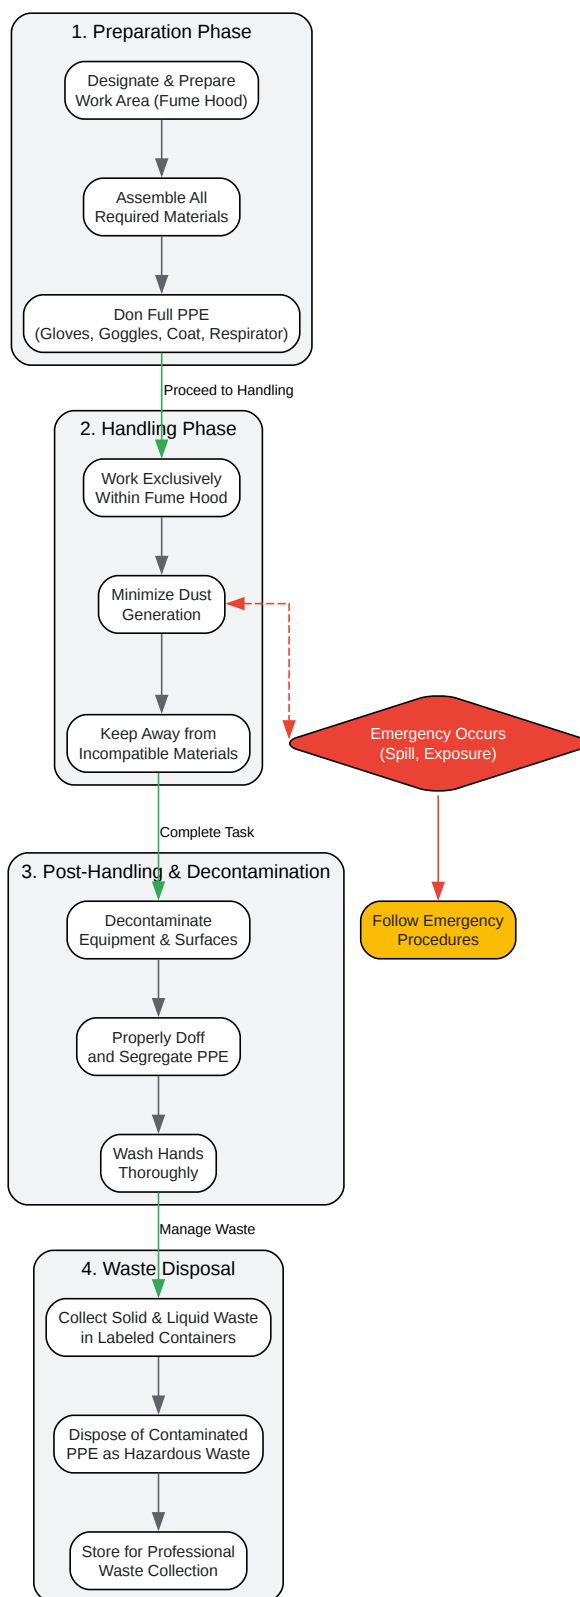 1. Preparation Phase
Designate & Prepare
Work Area (Fume Hood)
Assemble All
Required Materials
Don Full PPE
(Gloves, Goggles, Coat, Respirator)
Proceed to Handling
2. Handling Phase
Work Exclusively
Within Fume Hood
Minimize Dust
Generation
Keep Away from
Incompatible Materials
Emergency Occurs
(Spill, Exposure)
Complete Task
3. Post-Handling & Decontamination
Decontaminate
Equipment & Surfaces
Follow Emergency
Procedures
Properly Doff
and Segregate PPE
Wash Hands
Thoroughly
Manage Waste
4. Waste Disposal
Collect Solid & Liquid Waste
in Labeled Containers
Dispose of Contaminated
PPE as Hazardous Waste
Store for Professional
Waste Collection